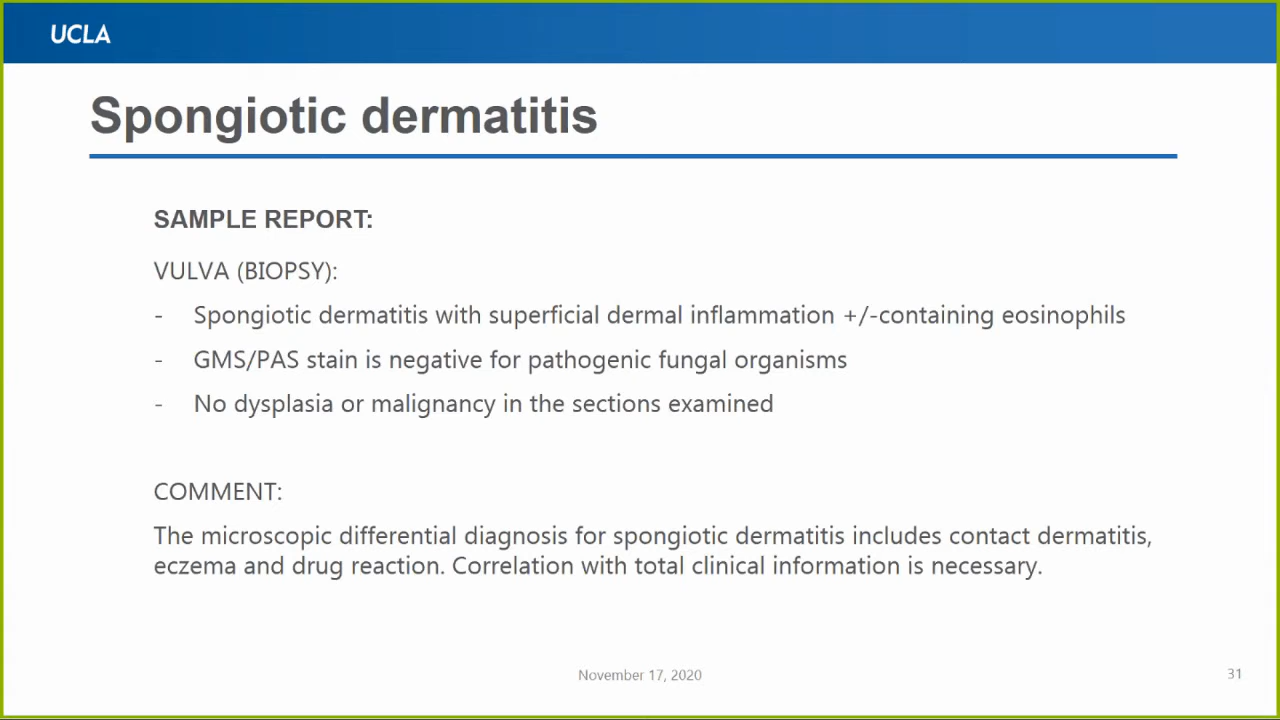 UCLA
Spongiotic dermatitis
SAMPLE REPORT:
VULVA (BIOPSY):
- Spongiotic dermatitis with superficial dermal inflammation +/-containing eosinophils
- GMS/PAS stain is negative for pathogenic fungal organisms
- No dysplasia or malignancy in the sections examined
COMMENT:
The microscopic differential diagnosis for spongiotic dermatitis includes contact dermatitis,
eczema and drug reaction. Correlation with total clinical information is necessary.
November 17, 2020
31